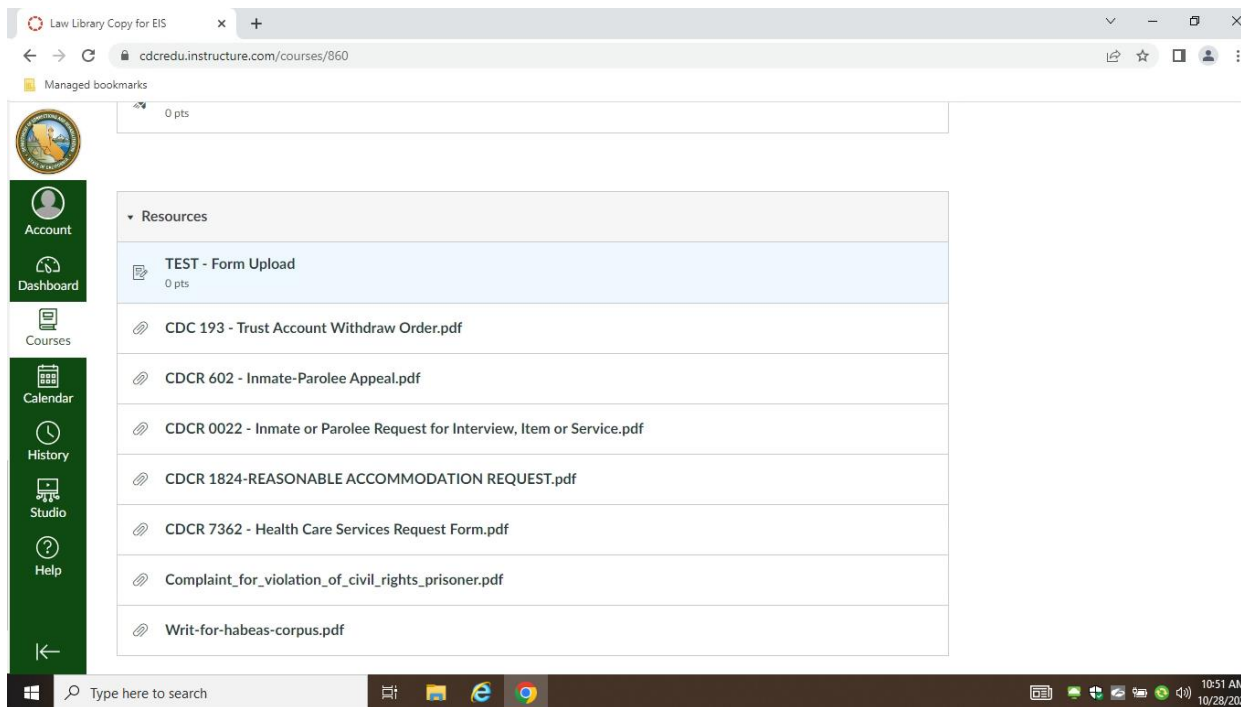 Law Library Copy for EIS
cdcredu.instructure.com/courses/860
Managed bookmarks
0 pts
Account
Dashboard
Courses
Calendar
History
Studio
Help
Resources
TEST - Form Upload
0 pts
CDC 193 - Trust Account Withdraw Order.pdf
CDCR 602 - Inmate-Parolee Appeal.pdf
CDCR 0022 - Inmate or Parolee Request for Interview, Item or Service.pdf
CDCR 1824-REASONABLE ACCOMMODATION REQUEST.pdf
CDCR 7362 - Health Care Services Request Form.pdf
Complaint_for_violation_of_civil_rights_prisoner.pdf
Writ-for-habeas-corpus.pdf
Type here to search
10:51 AM
10/28/20